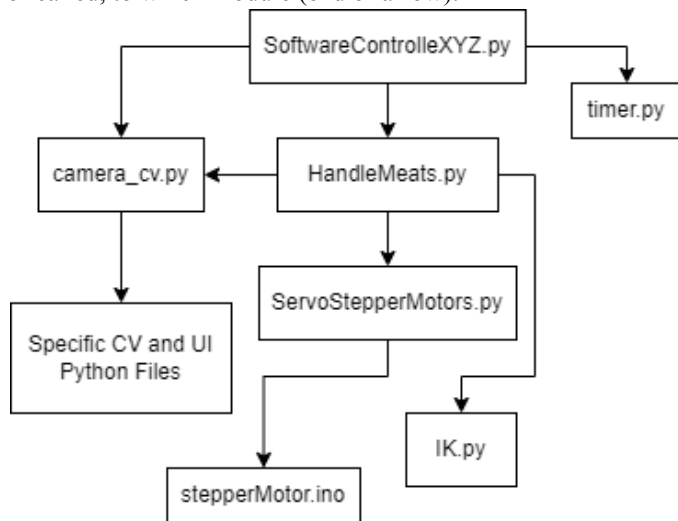 SoftwareControlleXYZ.py
timer.py
camera_cv.py
HandleMeats.py
ServoStepperMotors.py
Specific CV and UI
Python Files
IK.py
stepperMotor.ino